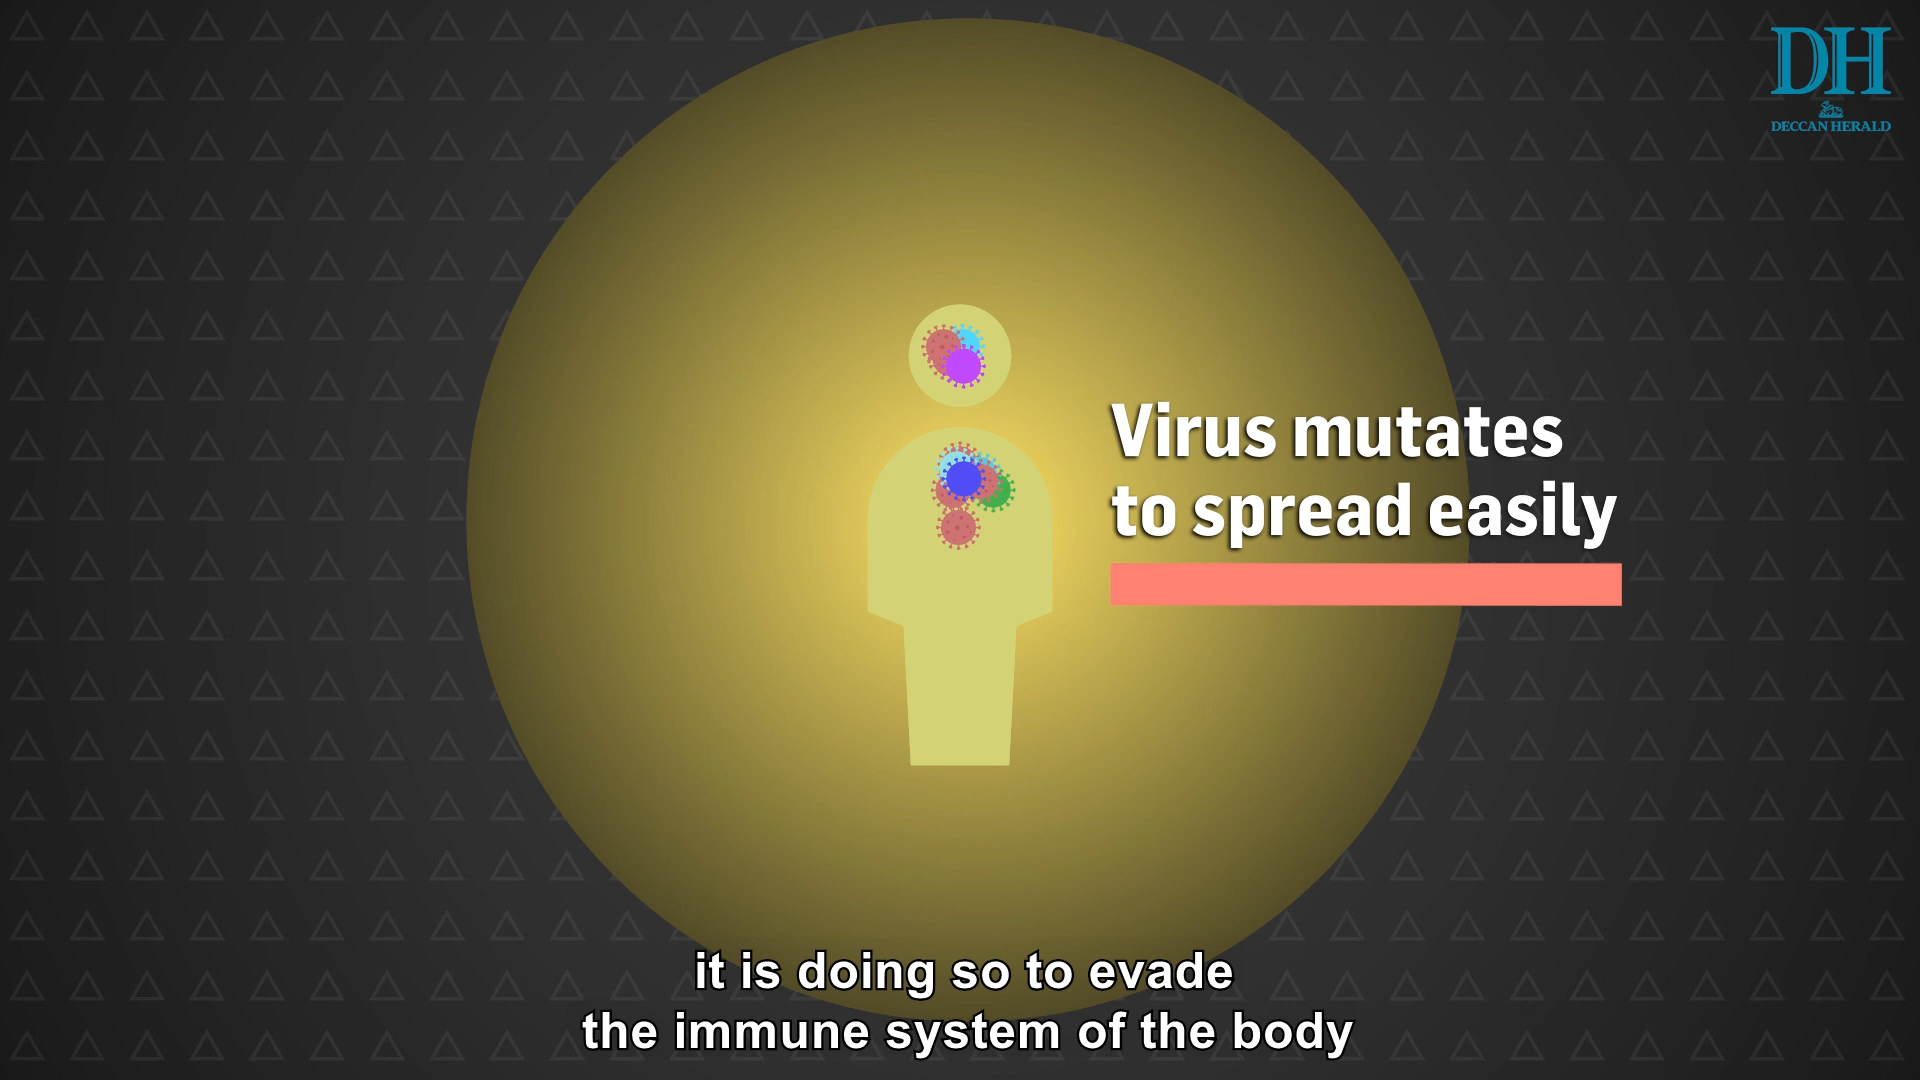 DH
DECCAN HERALD
Virus mutates
to spread easily
it is doing so to evade
the immune system of the body